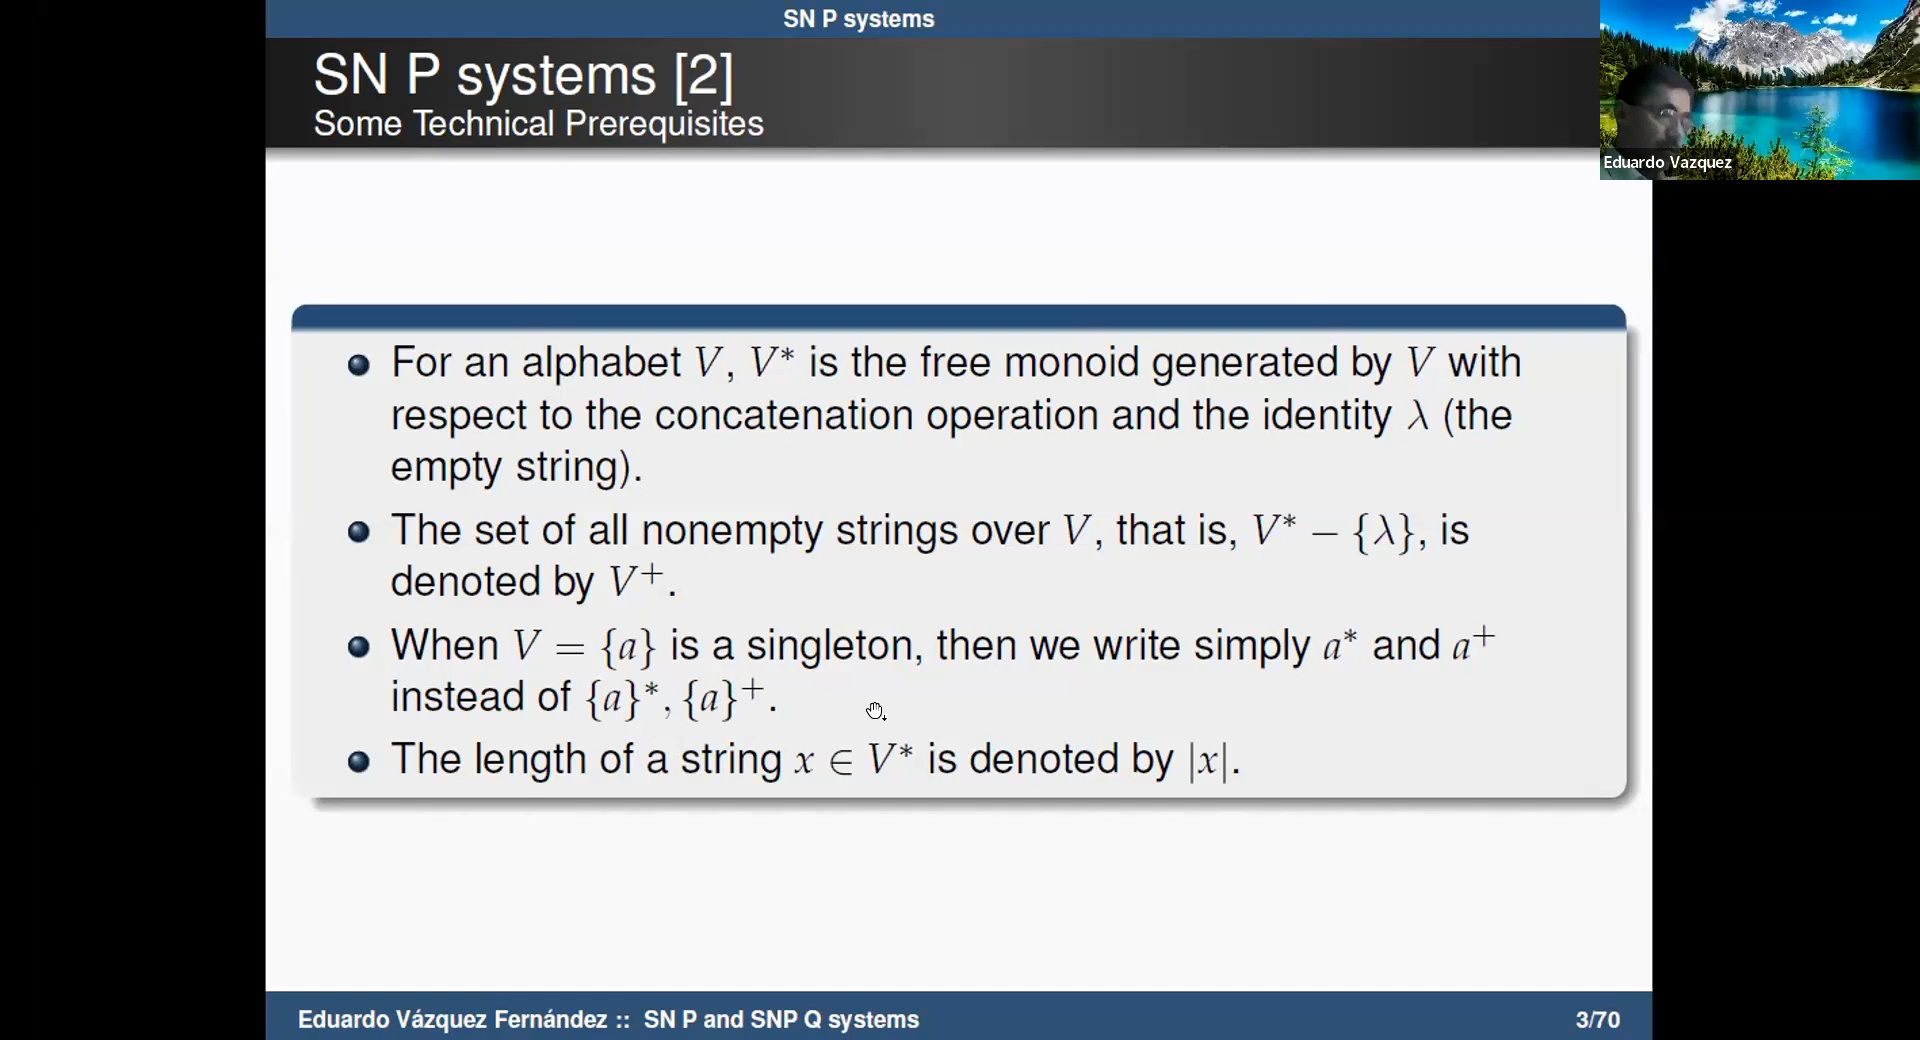 SN P systems
SN P systems [2]
Some Technical Prerequisites
Eduardo Vazquez
For an alphabet V, V* is the free monoid generated by V with
respect to the concatenation operation and the identity λ (the
empty string).
The set of all nonempty strings over V, that is, V* − {λ}, is
denoted by V⁺.
When V = {a} is a singleton, then we write simply a* and a⁺
instead of {a}*, {a}⁺.
The length of a string x ∈ V* is denoted by |x|.
Eduardo Vázquez Fernández :: SN P and SNP Q systems
3/70